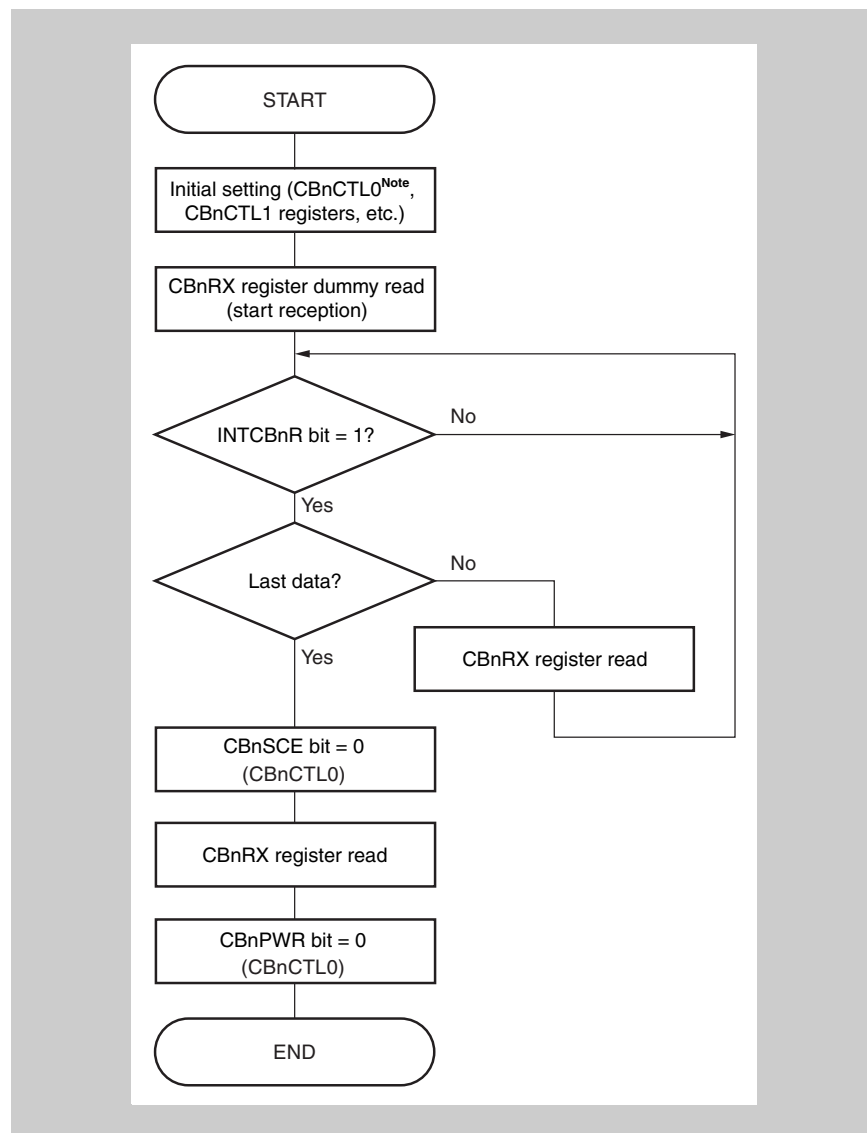 START
Initial setting (CBnCTL0Note,
CBnCTL1 registers, etc.)
CBnRX register dummy read
(start reception)
INTCBnR bit = 1?
No
Yes
Last data?
No
Yes
CBnRX register read
CBnSCE bit = 0
(CBnCTL0)
CBnRX register read
CBnPWR bit = 0
(CBnCTL0)
END